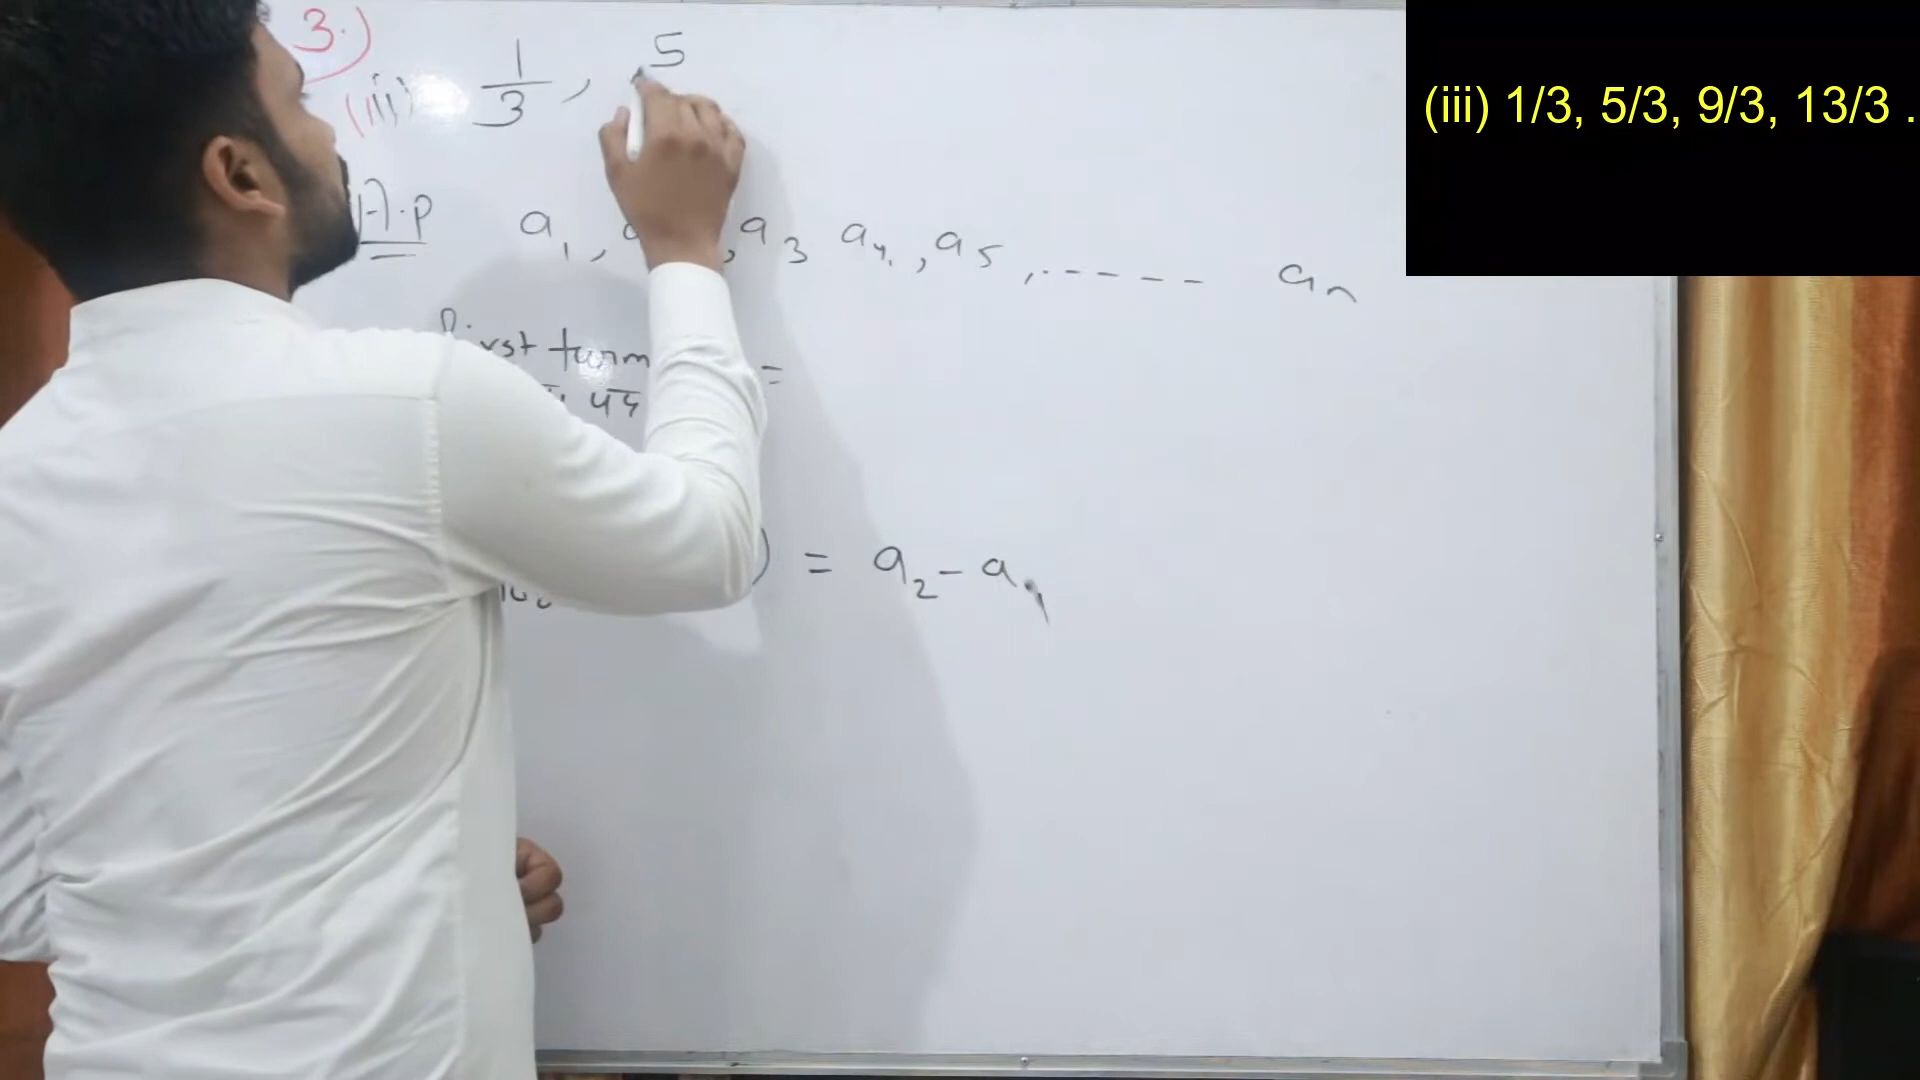 3.)
(iii) 1/3, 5
(iii) 1/3, 5/3, 9/3, 13/3 .
A.P a1, a , a3 a4, a5, ----- an
First term =
पद
) = a2 - a1